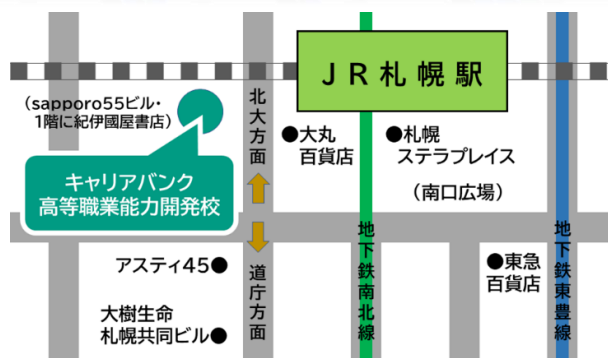 JR札幌駅
(sapporo55ビル・
1階に紀伊國屋書店)
キャリアバンク
高等職業能力開発校
北大方面
●大丸
百貨店
●札幌
ステラプレイス
(南口広場)
アスティ45●
大樹生命
札幌共同ビル●
道庁方面
地下鉄南北線
●東急
百貨店
地下鉄東豊線